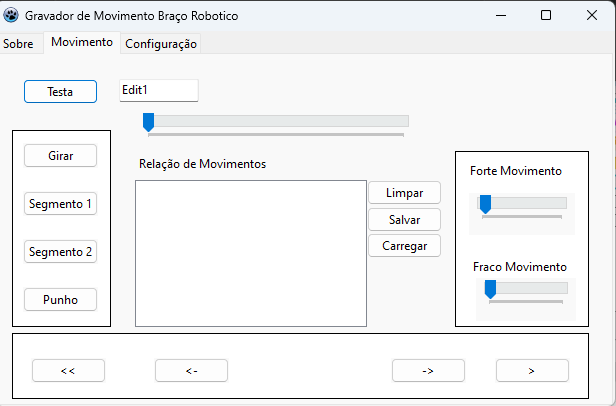 Gravador de Movimento Braço Robotico
Sobre Movimento Configuração
Testa Edit1
Girar
Segmento 1
Segmento 2
Punho
Relação de Movimentos
Limpar
Salvar
Carregar
Forte Movimento
Fraco Movimento
<< <- -> >